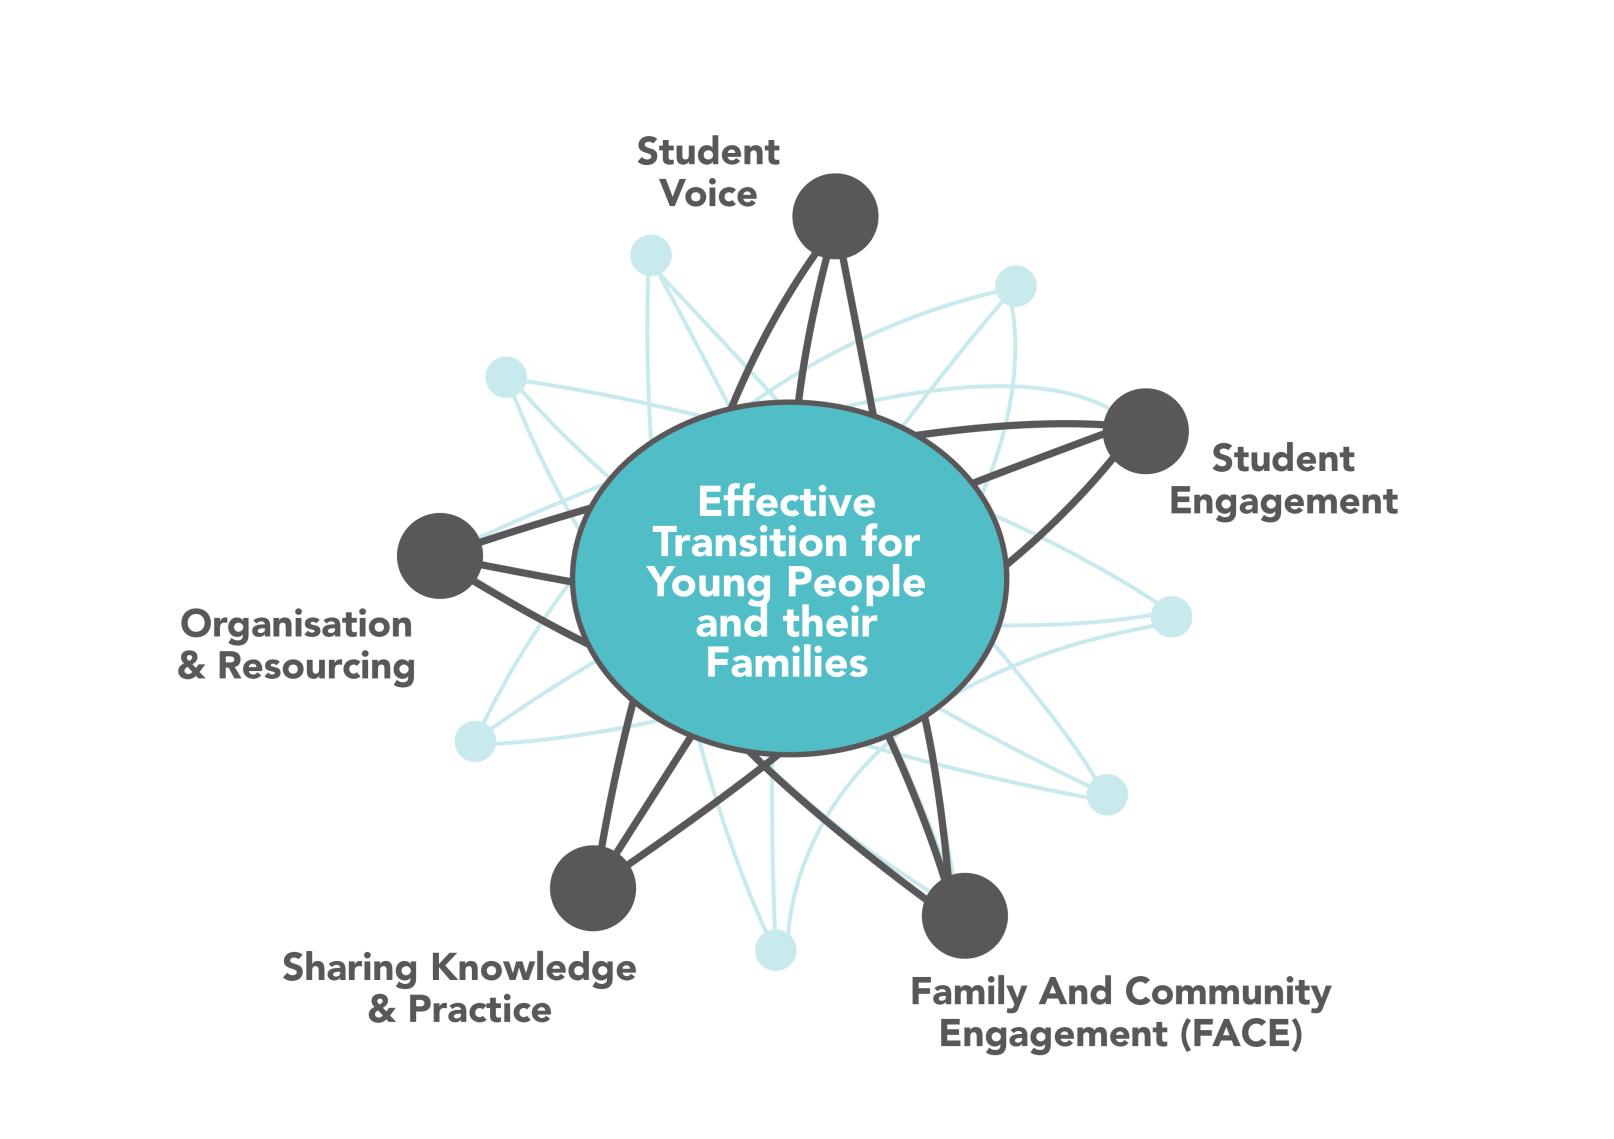 Student
Voice
Student
Engagement
Effective
Transition for
Young People
and their
Families
Organisation
& Resourcing
Sharing Knowledge
& Practice
Family And Community
Engagement (FACE)